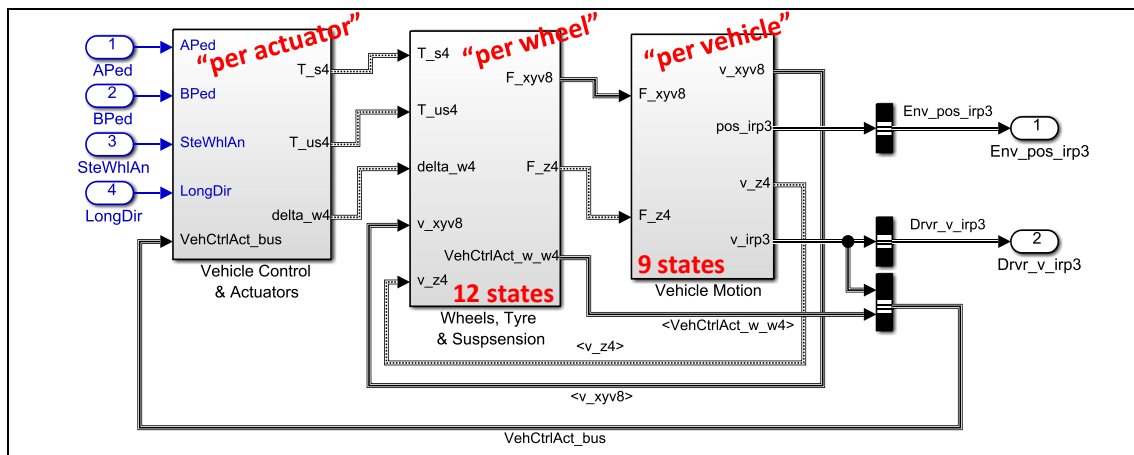 1
APed
2
BPed
3
SteWhlAn
4
LongDir
“per actuator”
APed
BPed
SteWhlAn
LongDir
VehCtrlAct_bus
T_s4
T_us4
delta_w4
Vehicle Control
& Actuators
“per wheel”
T_s4
T_us4
delta_w4
v_xyv8
v_z4
F_xyv8
F_z4
VehCtrlAct_w_w4
12 states
Wheels, Tyre
& Suspsension
“per vehicle”
F_xyv8
F_z4
v_xyv8
pos_irp3
v_z4
v_irp3
9 states
Vehicle Motion
Env_pos_irp3
1
Env_pos_irp3
Drvr_v_irp3
2
Drvr_v_irp3
<VehCtrlAct_w_w4>
<v_z4>
<v_xyv8>
VehCtrlAct_bus